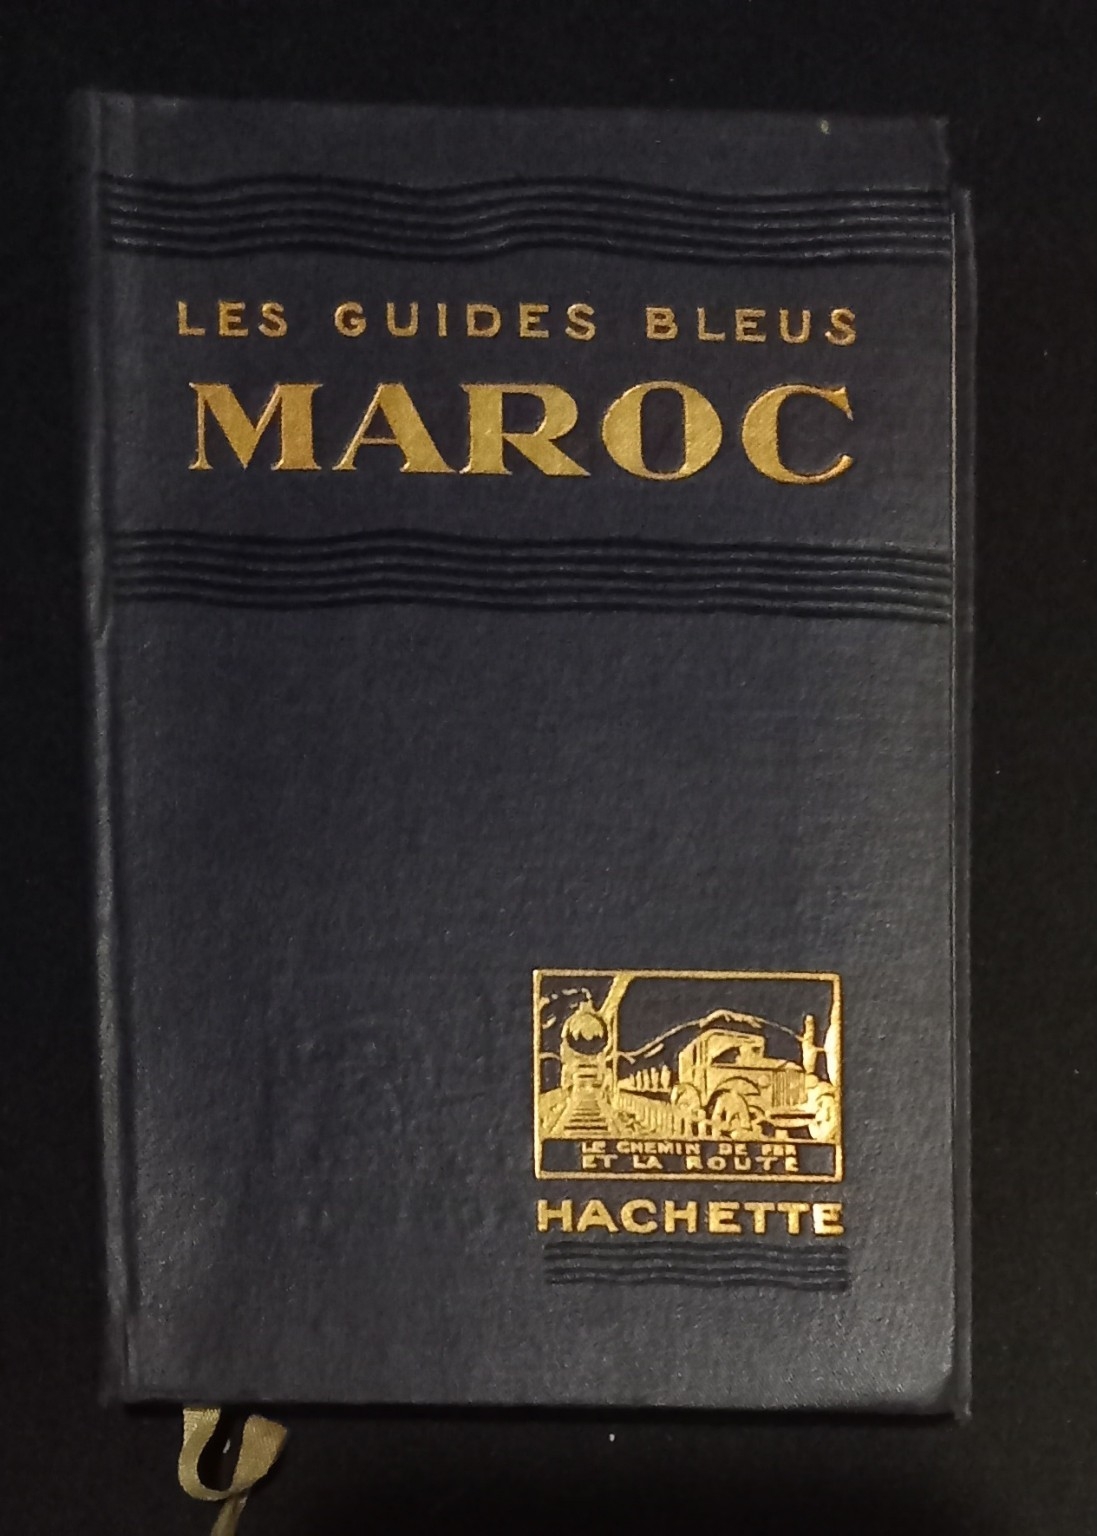 LES GUIDES BLEUS
MAROC
LE CHEMIN DE FER
ET LA ROUTE
HACHETTE